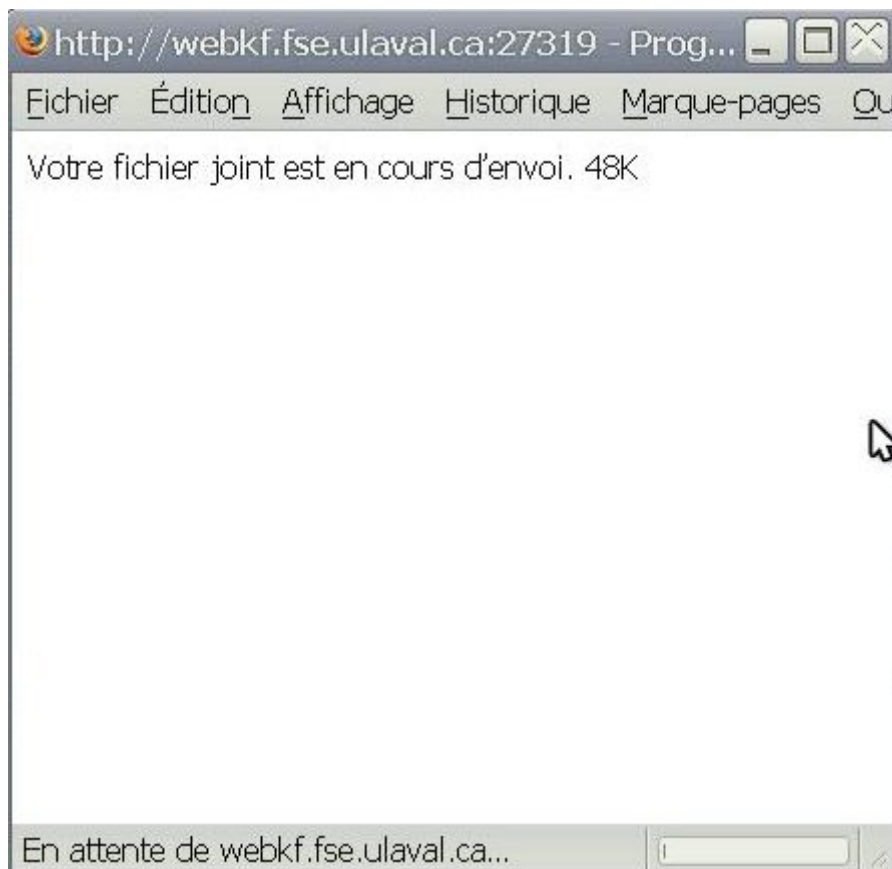 http://webkf.fse.ulaval.ca:27319 - Prog...
Fichier Édition Affichage Historique Marque-pages Ou
Votre fichier joint est en cours d'envoi. 48K
En attente de webkf.fse.ulaval.ca...